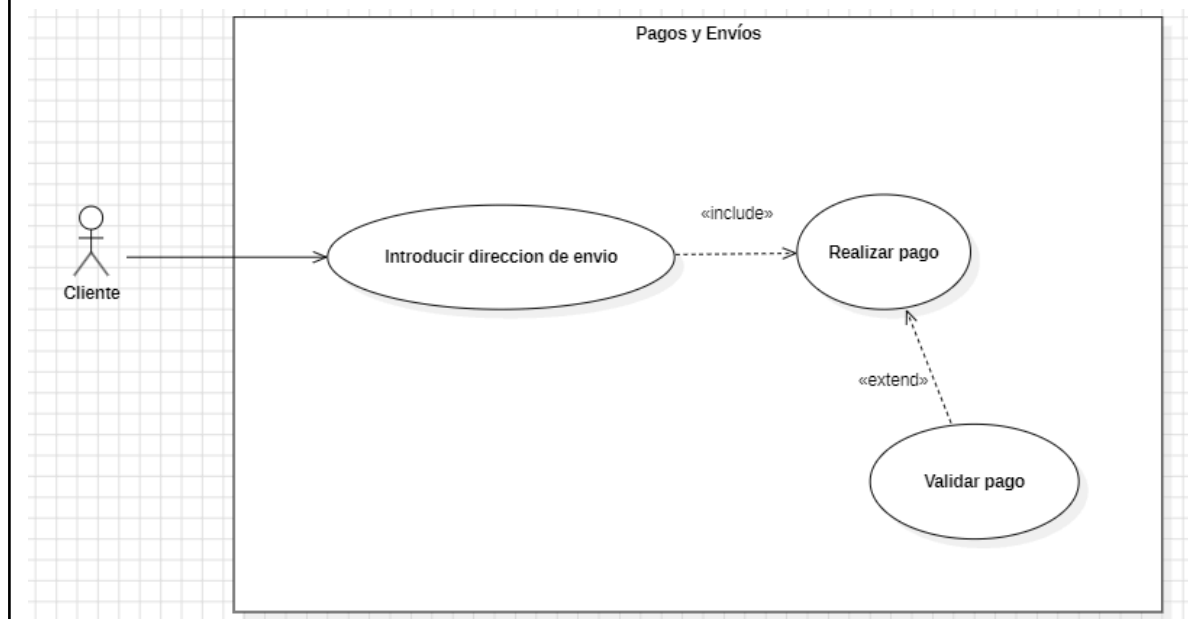 Pagos y Envíos
«include»
Introducir direccion de envio
Realizar pago
Cliente
«extend»
Validar pago